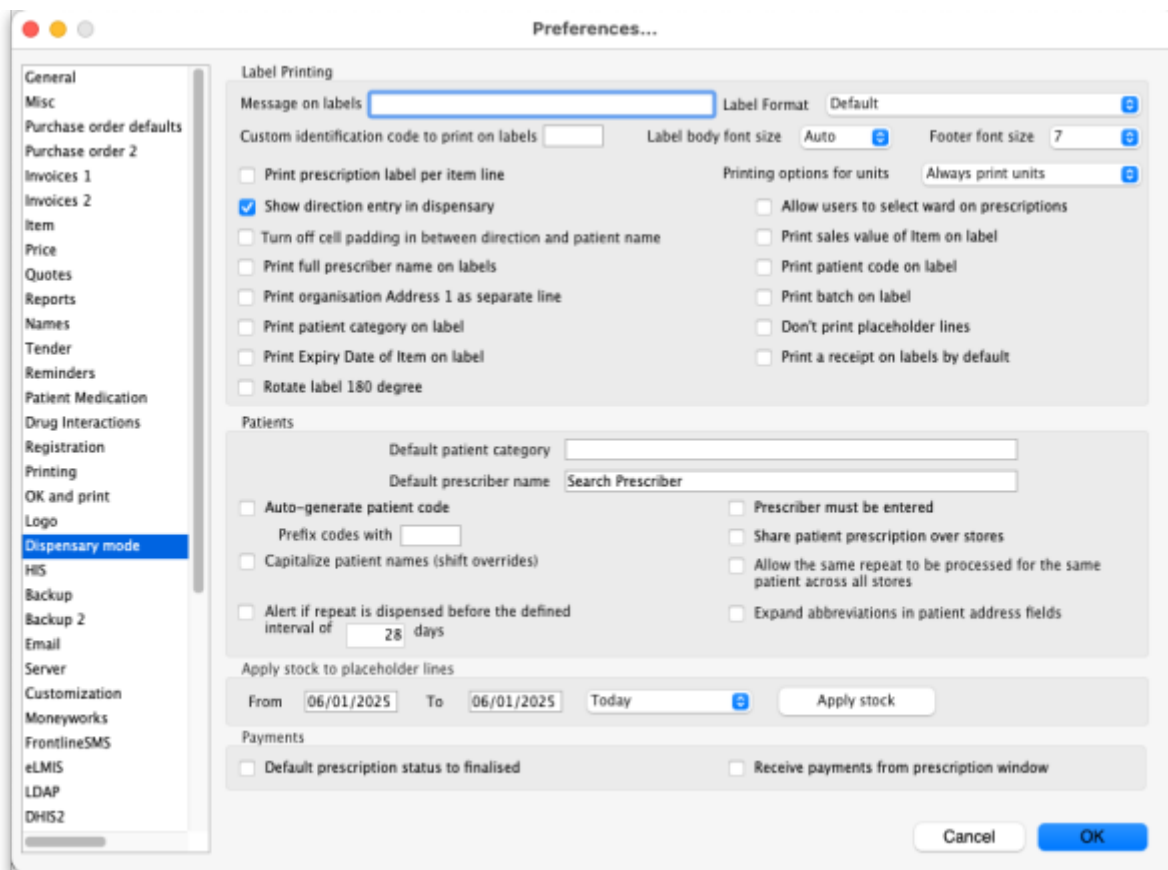 Preferences...
General
Misc
Purchase order defaults
Purchase order 2
Invoices 1
Invoices 2
Item
Price
Quotes
Reports
Names
Tender
Reminders
Patient Medication
Drug Interactions
Registration
Printing
OK and print
Logo
Dispensary mode
HIS
Backup
Backup 2
Email
Server
Customization
Moneyworks
FrontlineSMS
eLMIS
LDAP
DHIS2
Label Printing
Message on labels Label Format Default
Custom identification code to print on labels Label body font size Auto Footer font size 7
Print prescription label per item line Printing options for units Always print units
Show direction entry in dispensary Allow users to select ward on prescriptions
Turn off cell padding in between direction and patient name Print sales value of Item on label
Print full prescriber name on labels Print patient code on label
Print organisation Address 1 as separate line Print batch on label
Print patient category on label Don't print placeholder lines
Print Expiry Date of Item on label Print a receipt on labels by default
Rotate label 180 degree
Patients
Default patient category
Default prescriber name Search Prescriber
Auto-generate patient code Prescriber must be entered
Prefix codes with Share patient prescription over stores
Capitalize patient names (shift overrides) Allow the same repeat to be processed for the same
patient across all stores
Alert if repeat is dispensed before the defined Expand abbreviations in patient address fields
interval of 28 days
Apply stock to placeholder lines
From 06/01/2025 To 06/01/2025 Today Apply stock
Payments
Default prescription status to finalised Receive payments from prescription window
Cancel OK